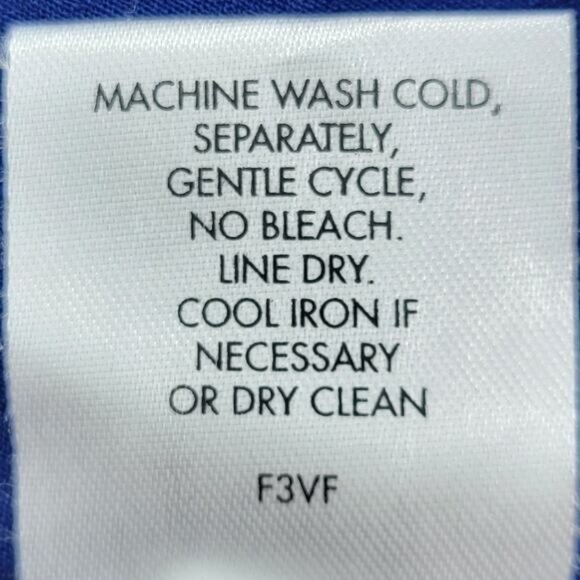 MACHINE WASH COLD,
SEPARATELY,
GENTLE CYCLE,
NO BLEACH.
LINE DRY.
COOL IRON IF
NECESSARY
OR DRY CLEAN
F3VF